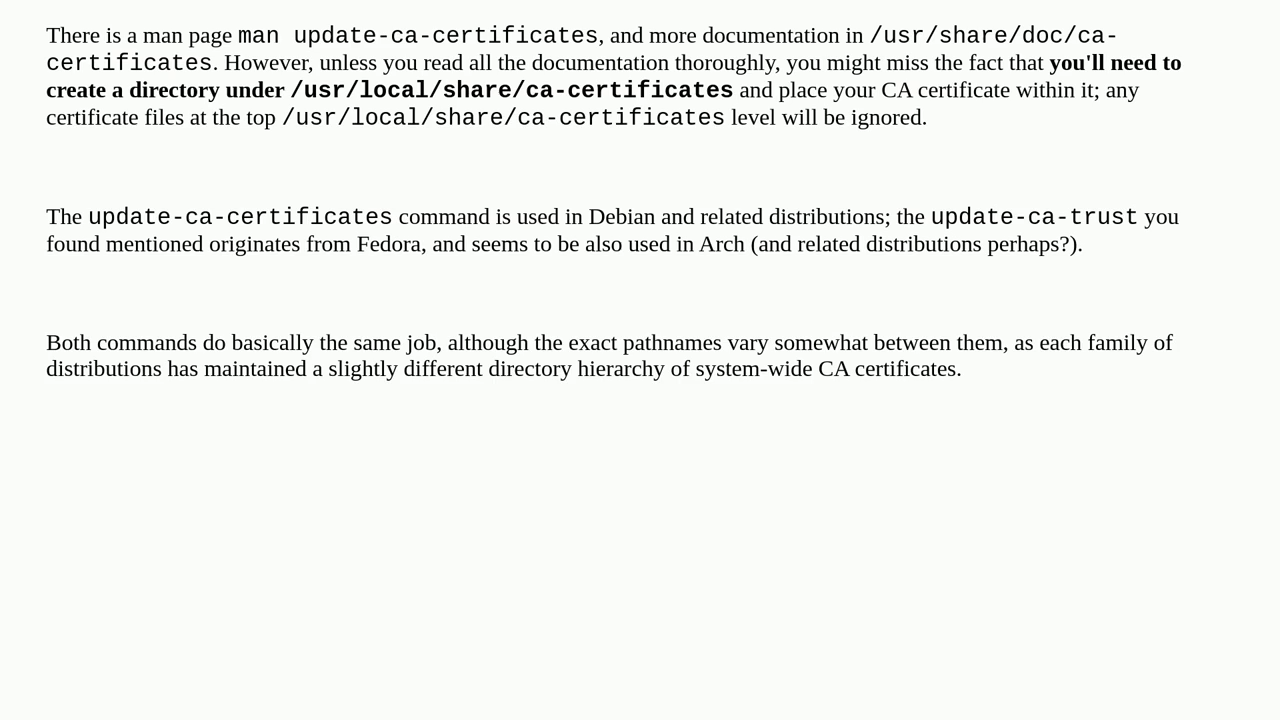 There is a man page man update-ca-certificates, and more documentation in /usr/share/doc/ca-
certificates. However, unless you read all the documentation thoroughly, you might miss the fact that you'll need to
create a directory under /usr/local/share/ca-certificates and place your CA certificate within it; any
certificate files at the top /usr/local/share/ca-certificates level will be ignored.
The update-ca-certificates command is used in Debian and related distributions; the update-ca-trust you
found mentioned originates from Fedora, and seems to be also used in Arch (and related distributions perhaps?).
Both commands do basically the same job, although the exact pathnames vary somewhat between them, as each family of
distributions has maintained a slightly different directory hierarchy of system-wide CA certificates.